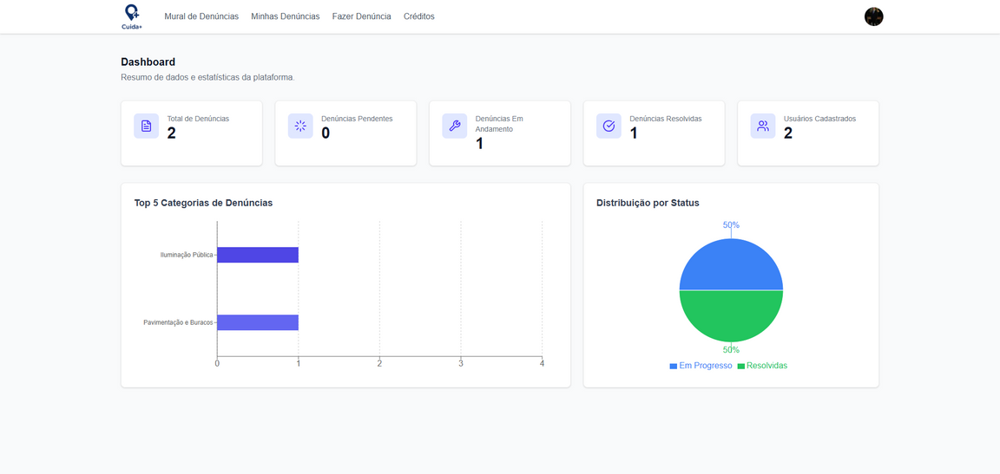 Cuida+
Mural de Denúncias
Minhas Denúncias
Fazer Denúncia
Créditos
Dashboard
Resumo de dados e estatísticas da plataforma.
Total de Denúncias
2
Denúncias Pendentes
0
Denúncias Em
Andamento
1
Denúncias Resolvidas
1
Usuários Cadastrados
2
Top 5 Categorias de Denúncias
Iluminação Pública
Pavimentação e Buracos
0 1 2 3 4
Distribuição por Status
50%
50%
Em Progresso Resolvidas